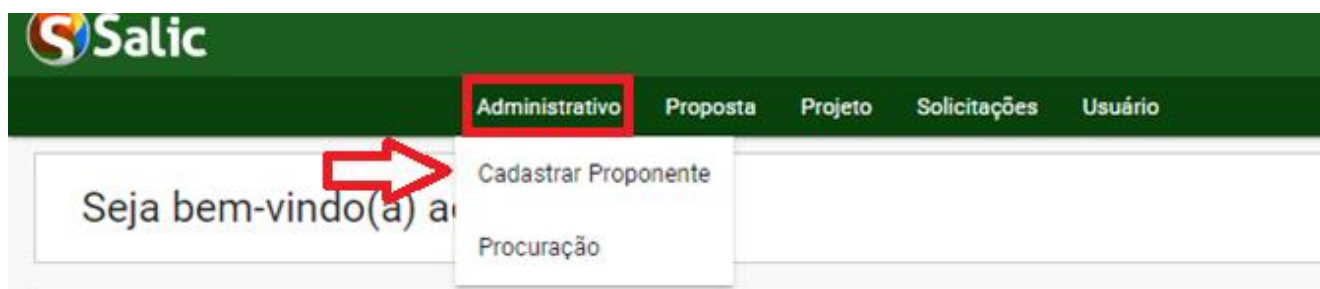 Salic
Administrativo Proposta Projeto Solicitações Usuário
Cadastrar Proponente
Seja bem-vindo(a) a
Procuração